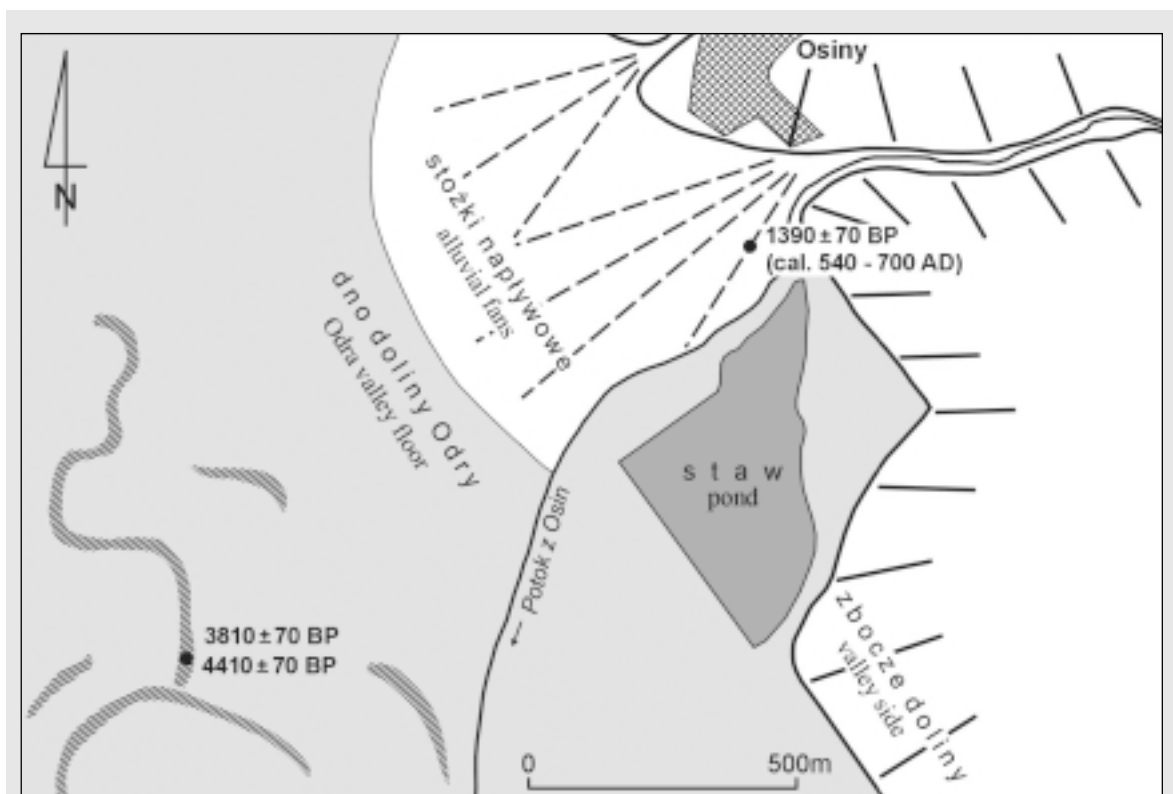 Osiny
N
stożki napływowe
alluvial fans
1390 ± 70 BP
(cal. 540 - 700 AD)
dno doliny Odry
Odra valley floor
staw
pond
Potok z Osin
3810 ± 70 BP
4410 ± 70 BP
zbocze doliny
valley side
0 500m